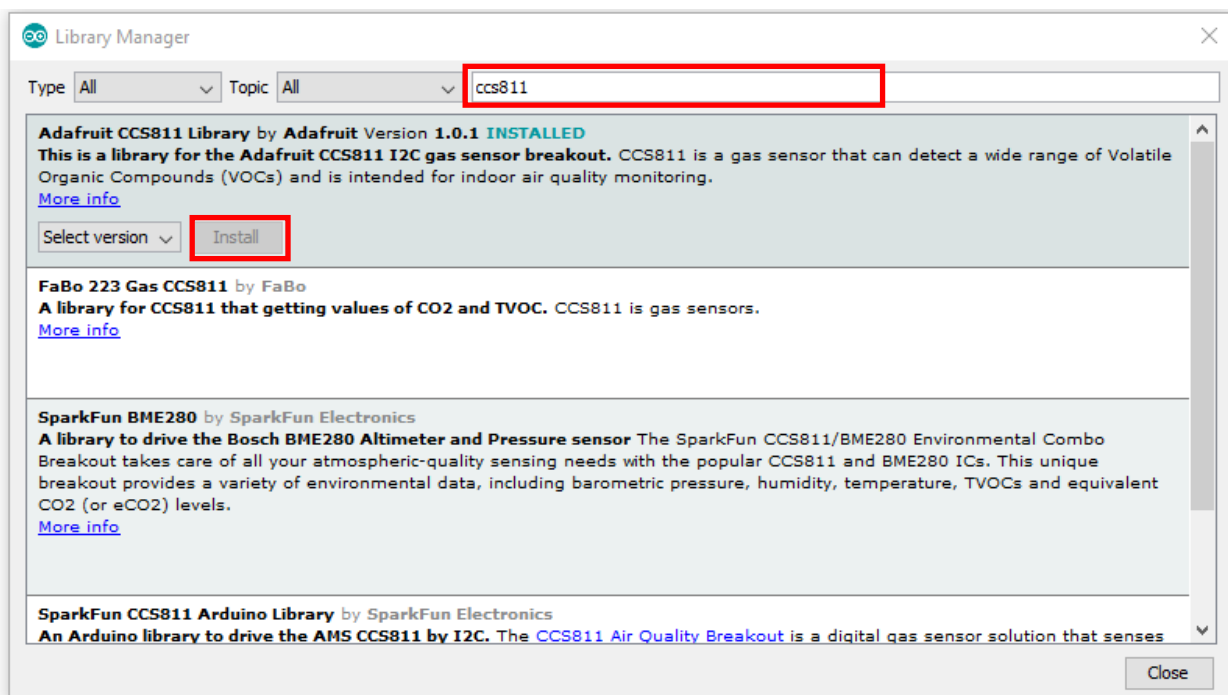 Library Manager
Type All Topic All ccs811
Adafruit CCS811 Library by Adafruit Version 1.0.1 INSTALLED
This is a library for the Adafruit CCS811 I2C gas sensor breakout. CCS811 is a gas sensor that can detect a wide range of Volatile
Organic Compounds (VOCs) and is intended for indoor air quality monitoring.
More info
Select version Install
FaBo 223 Gas CCS811 by FaBo
A library for CCS811 that getting values of CO2 and TVOC. CCS811 is gas sensors.
More info
SparkFun BME280 by SparkFun Electronics
A library to drive the Bosch BME280 Altimeter and Pressure sensor The SparkFun CCS811/BME280 Environmental Combo
Breakout takes care of all your atmospheric-quality sensing needs with the popular CCS811 and BME280 ICs. This unique
breakout provides a variety of environmental data, including barometric pressure, humidity, temperature, TVOCs and equivalent
CO2 (or eCO2) levels.
More info
SparkFun CCS811 Arduino Library by SparkFun Electronics
An Arduino library to drive the AMS CCS811 by I2C. The CCS811 Air Quality Breakout is a digital gas sensor solution that senses
Close